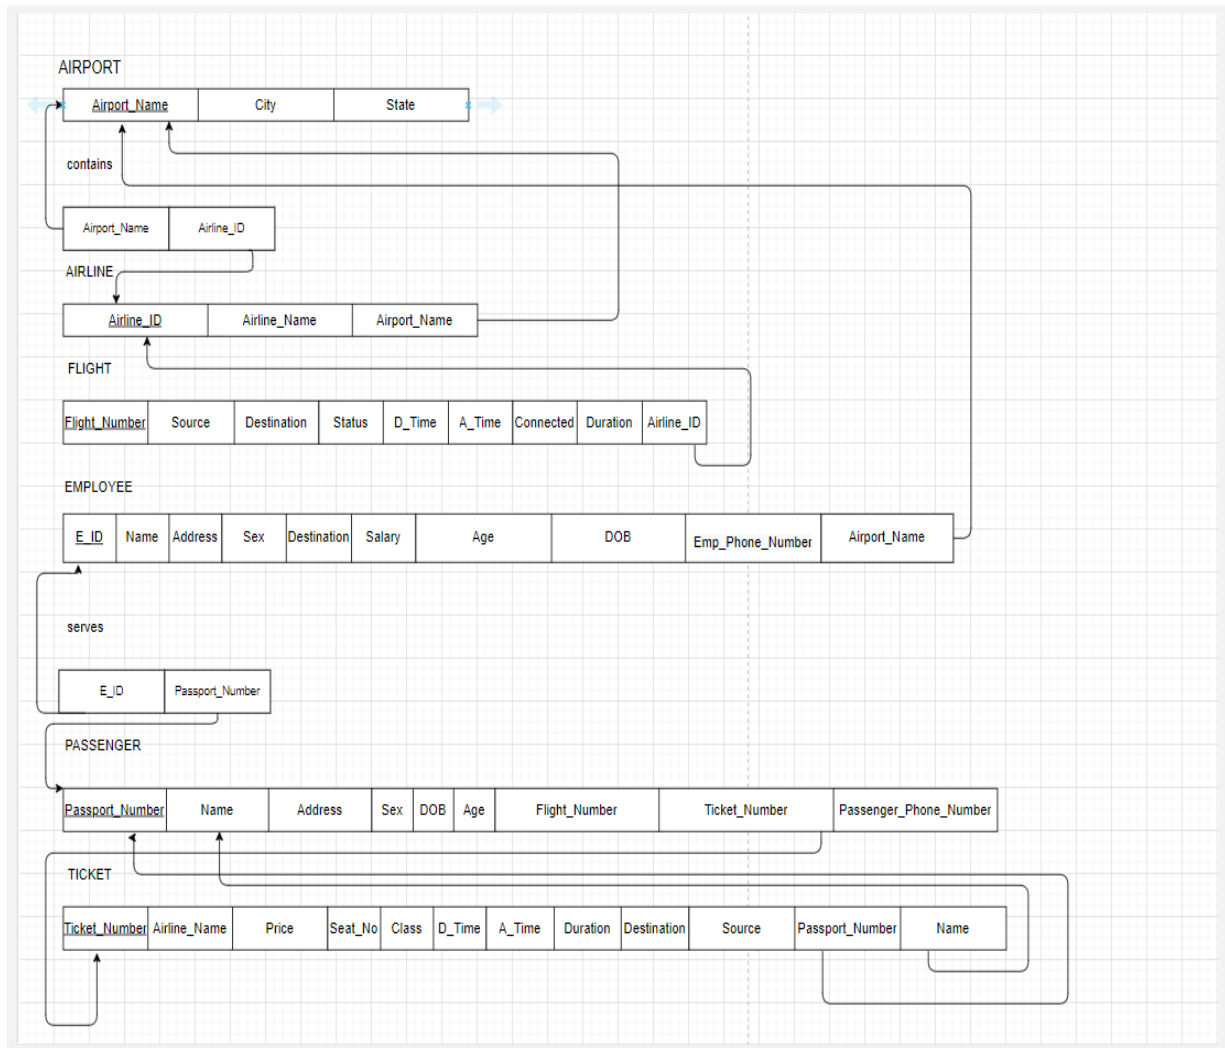 AIRPORT
Airport_Name City State
contains
Airport_Name Airline_ID
AIRLINE
Airline_ID Airline_Name Airport_Name
FLIGHT
Flight_Number Source Destination Status D_Time A_Time Connected Duration Airline_ID
EMPLOYEE
E_ID Name Address Sex Destination Salary Age DOB Emp_Phone_Number Airport_Name
serves
E_ID Passport_Number
PASSENGER
Passport_Number Name Address Sex DOB Age Flight_Number Ticket_Number Passenger_Phone_Number
TICKET
Ticket_Number Airline_Name Price Seat_No Class D_Time A_Time Duration Destination Source Passport_Number Name